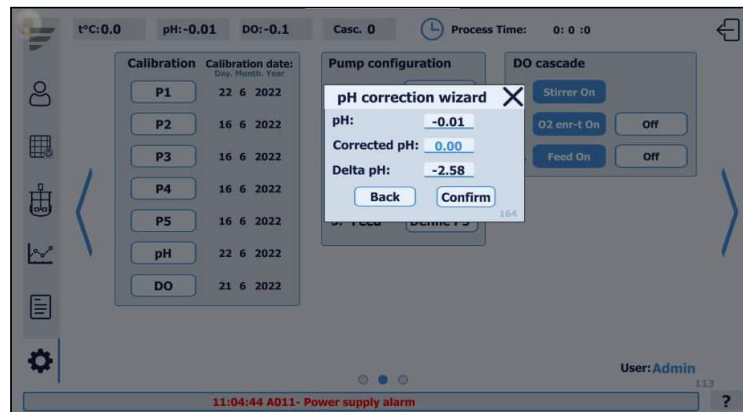 t°C:0.0 pH:-0.01 DO:-0.1 Casc. 0 Process Time: 0: 0 :0
Calibration Calibration date:
Day. Month. Year
P1 22 6 2022
P2 16 6 2022
P3 16 6 2022
P4 16 6 2022
P5 16 6 2022
pH 22 6 2022
DO 21 6 2022
Pump configuration
pH correction wizard
pH: -0.01
Corrected pH: 0.00
Delta pH: -2.58
Back Confirm
164
DO cascade
Stirrer On
O2 enr-t On Off
Feed On Off
User: Admin
113
11:04:44 A011- Power supply alarm
?